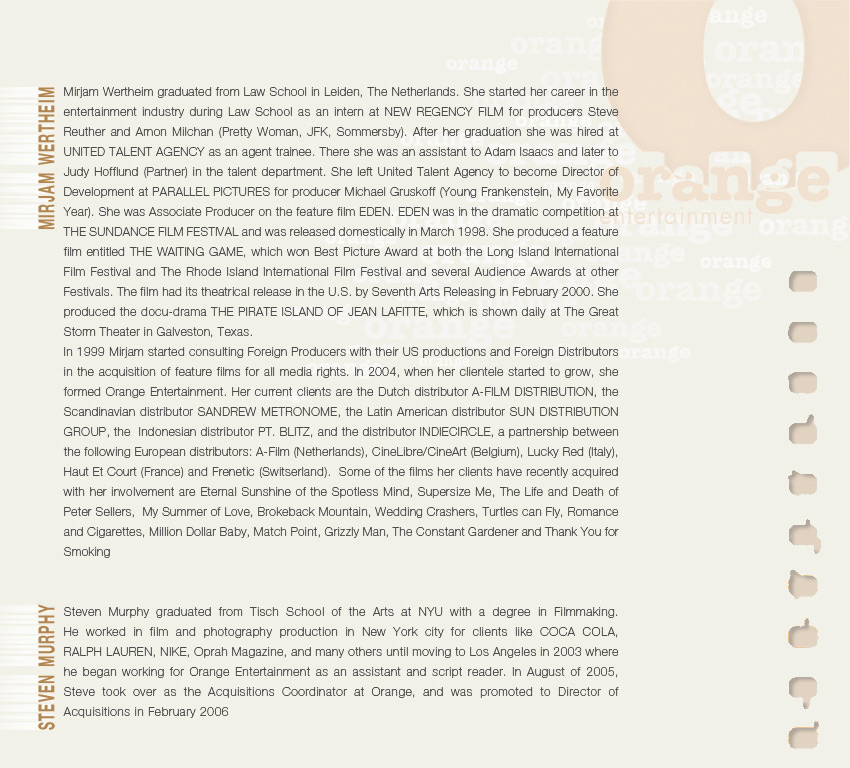 orange
entertainment
MIRJAM WERTHEIM
Mirjam Wertheim graduated from Law School in Leiden, The Netherlands. She started her career in the
entertainment industry during Law School as an intern at NEW REGENCY FILM for producers Steve
Reuther and Arnon Milchan (Pretty Woman, JFK, Sommersby). After her graduation she was hired at
UNITED TALENT AGENCY as an agent trainee. There she was an assistant to Adam Isaacs and later to
Judy Hofflund (Partner) in the talent department. She left United Talent Agency to become Director of
Development at PARALLEL PICTURES for producer Michael Gruskoff (Young Frankenstein, My Favorite
Year). She was Associate Producer on the feature film EDEN. EDEN was in the dramatic competition at
THE SUNDANCE FILM FESTIVAL and was released domestically in March 1998. She produced a feature
film entitled THE WAITING GAME, which won Best Picture Award at both the Long Island International
Film Festival and The Rhode Island International Film Festival and several Audience Awards at other
Festivals. The film had its theatrical release in the U.S. by Seventh Arts Releasing in February 2000. She
produced the docu-drama THE PIRATE ISLAND OF JEAN LAFITTE, which is shown daily at The Great
Storm Theater in Galveston, Texas.
In 1999 Mirjam started consulting Foreign Producers with their US productions and Foreign Distributors
in the acquisition of feature films for all media rights. In 2004, when her clientele started to grow, she
formed Orange Entertainment. Her current clients are the Dutch distributor A-FILM DISTRIBUTION, the
Scandinavian distributor SANDREW METRONOME, the Latin American distributor SUN DISTRIBUTION
GROUP, the Indonesian distributor PT. BLITZ, and the distributor INDIECIRCLE, a partnership between
the following European distributors: A-Film (Netherlands), CineLibre/CineArt (Belgium), Lucky Red (Italy),
Haut Et Court (France) and Frenetic (Switserland). Some of the films her clients have recently acquired
with her involvement are Eternal Sunshine of the Spotless Mind, Supersize Me, The Life and Death of
Peter Sellers, My Summer of Love, Brokeback Mountain, Wedding Crashers, Turtles can Fly, Romance
and Cigarettes, Million Dollar Baby, Match Point, Grizzly Man, The Constant Gardener and Thank You for
Smoking
STEVEN MURPHY
Steven Murphy graduated from Tisch School of the Arts at NYU with a degree in Filmmaking.
He worked in film and photography production in New York city for clients like COCA COLA,
RALPH LAUREN, NIKE, Oprah Magazine, and many others until moving to Los Angeles in 2003 where
he began working for Orange Entertainment as an assistant and script reader. In August of 2005,
Steve took over as the Acquisitions Coordinator at Orange, and was promoted to Director of
Acquisitions in February 2006